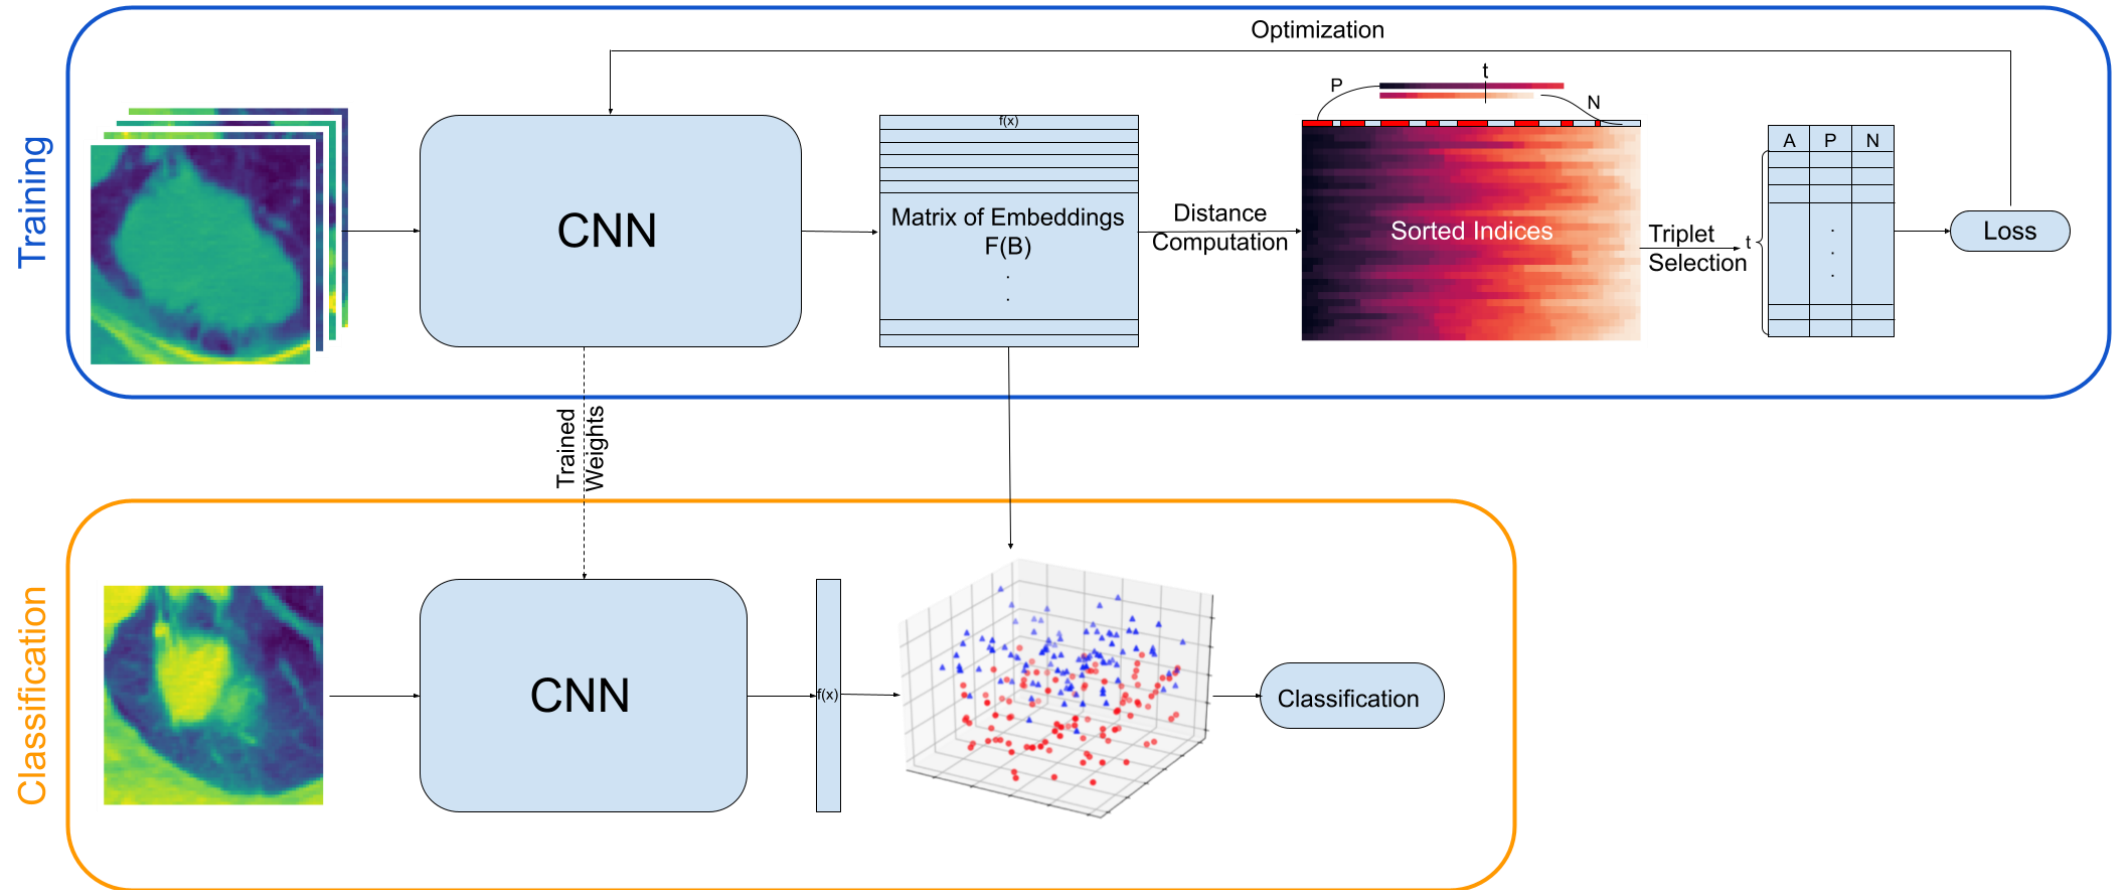 Optimization
Training
P
t
N
CNN
f(x)
Matrix of Embeddings
F(B)
.
.
Distance
Computation
Sorted Indices
Triplet
Selection
t
A P N
.
.
.
Loss
Trained
Weights
Classification
CNN
f(x)
Classification